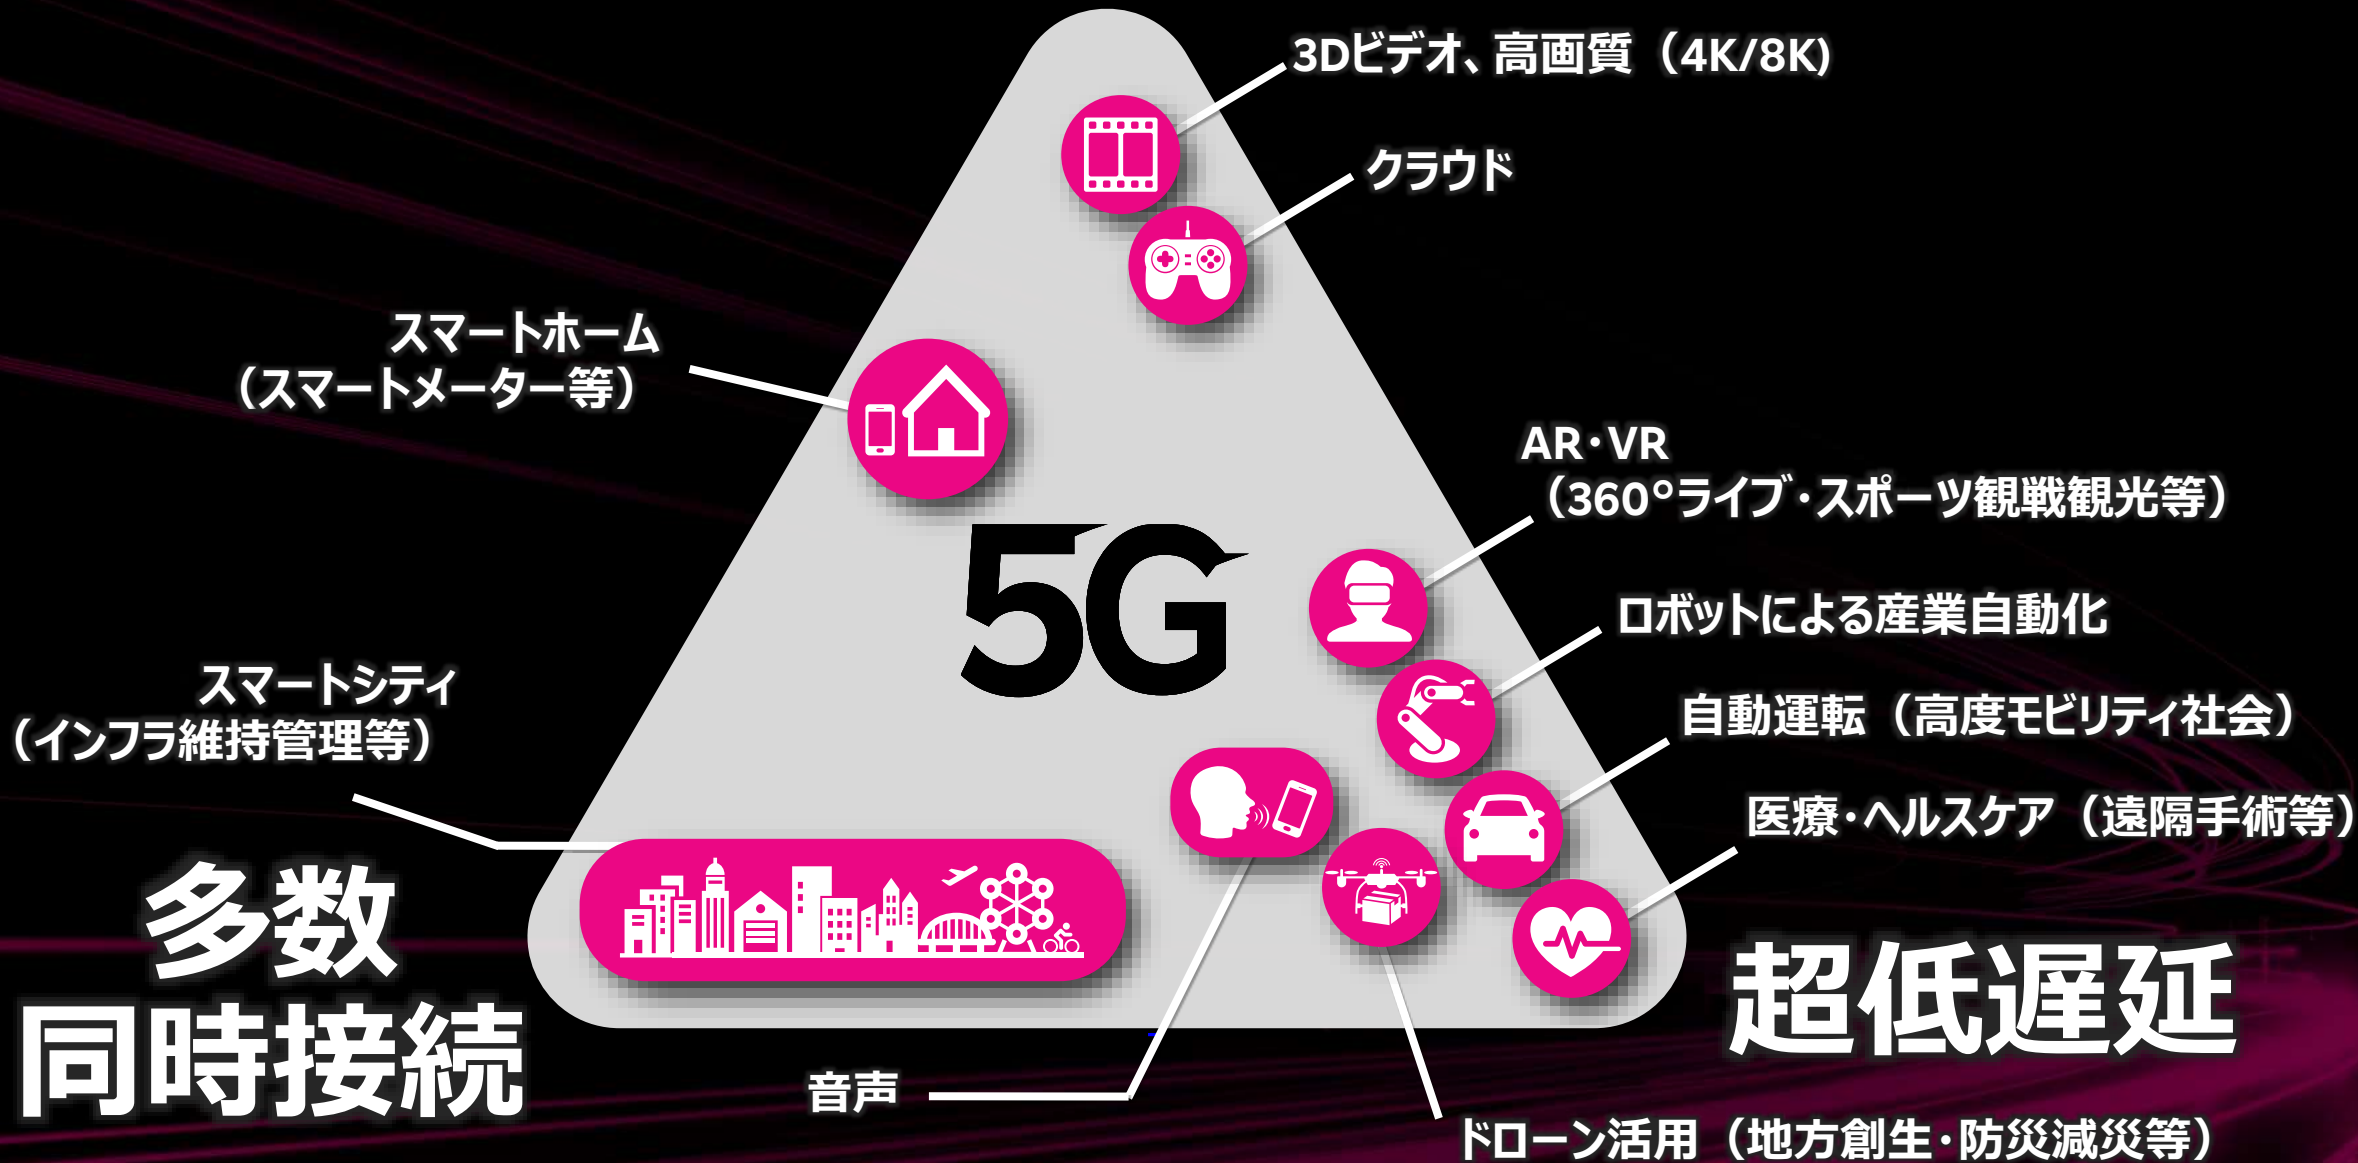 3Dビデオ、高画質（4K/8K)
クラウド
スマートホーム
（スマートメーター等）
5G
AR・VR
（360°ライブ・スポーツ観戦観光等）
ロボットによる産業自動化
スマートシティ
（インフラ維持管理等）
自動運転（高度モビリティ社会）
医療・ヘルスケア（遠隔手術等）
多数
同時接続
超低遅延
音声
ドローン活用（地方創生・防災減災等）